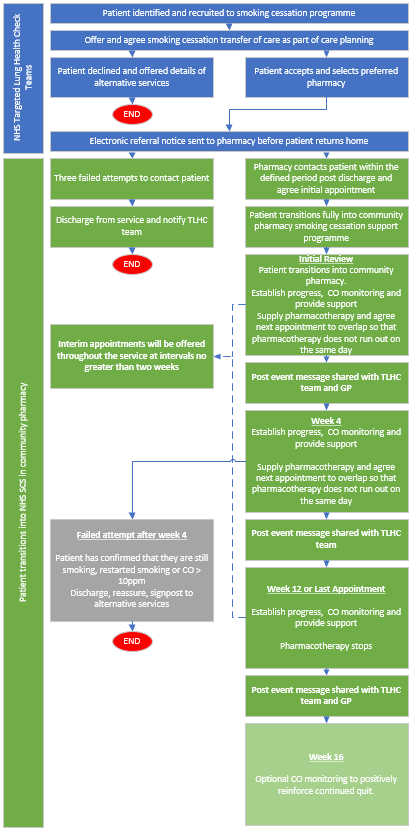 NHS Targeted Lung Health Check
Teams
Patient identified and recruited to smoking cessation programme
Offer and agree smoking cessation transfer of care as part of care planning
Patient declined and offered details of
alternative services
Patient accepts and selects preferred
pharmacy
END
Electronic referral notice sent to pharmacy before patient returns home
Patient transitions into NHS SCS in community pharmacy
Three failed attempts to contact patient
Pharmacy contacts patient within the
defined period post discharge and
agree initial appointment
Discharge from service and notify TLHC
team
Patient transitions fully into community
pharmacy smoking cessation support
programme
END
Initial Review
Patient transitions into community
pharmacy.
Establish progress, CO monitoring and
provide support
Supply pharmacotherapy and agree
next appointment to overlap so that
pharmacotherapy does not run out on
the same day
Interim appointments will be offered
throughout the service at intervals no
greater than two weeks
Post event message shared with TLHC
team and GP
Week 4
Establish progress, CO monitoring and
provide support
Supply pharmacotherapy and agree
next appointment to overlap so that
pharmacotherapy does not run out on
the same day
Failed attempt after week 4
Patient has confirmed that they are still
smoking, restarted smoking or CO >
10ppm
Discharge, reassure, signpost to
alternative services
Post event message shared with TLHC
team
END
Week 12 or Last Appointment
Establish progress, CO monitoring and
provide support
Pharmacotherapy stops
Post event message shared with TLHC
team and GP
Week 16
Optional CO monitoring to positively
reinforce continued quit.